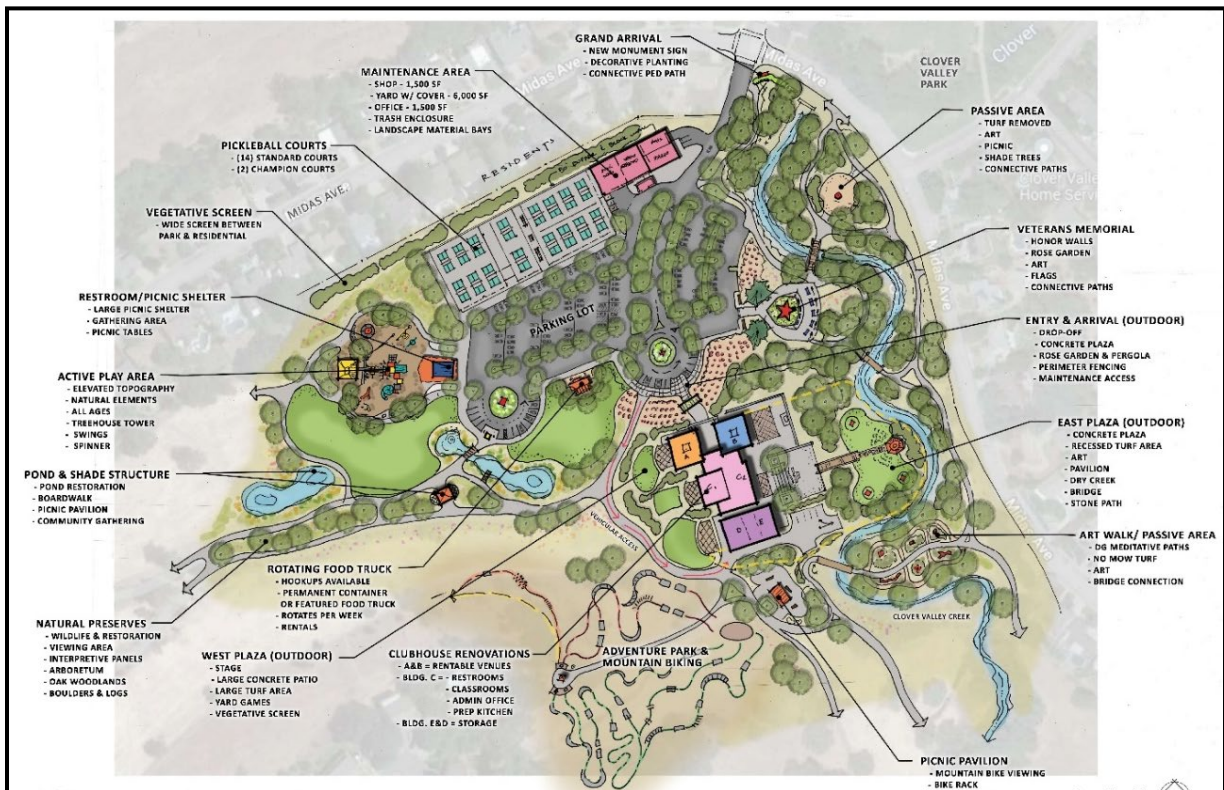 GRAND ARRIVAL
- NEW MONUMENT SIGN
- DECORATIVE PLANTING
- CONNECTIVE PED PATH
Midas Ave
Clover
CLOVER
VALLEY
PARK
MAINTENANCE AREA
- SHOP - 1,500 SF
- YARD W/ COVER - 6,000 SF
- OFFICE - 1,500 SF
- TRASH ENCLOSURE
- LANDSCAPE MATERIAL BAYS
Midas Ave
PASSIVE AREA
- TURF REMOVED
- ART
- PICNIC
- SHADE TREES
- CONNECTIVE PATHS
PICKLEBALL COURTS
- (14) STANDARD COURTS
- (2) CHAMPION COURTS
Clover Valley
Home Serv
MIDAS AVE.
VEGETATIVE SCREEN
- WIDE SCREEN BETWEEN
PARK & RESIDENTIAL
VETERANS MEMORIAL
- HONOR WALLS
- ROSE GARDEN
- ART
- FLAGS
- CONNECTIVE PATHS
Midas Ave
RESTROOM/PICNIC SHELTER
- LARGE PICNIC SHELTER
- GATHERING AREA
- PICNIC TABLES
PARKING LOT
ENTRY & ARRIVAL (OUTDOOR)
- DROP-OFF
- CONCRETE PLAZA
- ROSE GARDEN & PERGOLA
- PERIMETER FENCING
- MAINTENANCE ACCESS
ACTIVE PLAY AREA
- ELEVATED TOPOGRAPHY
- NATURAL ELEMENTS
- ALL AGES
- TREEHOUSE TOWER
- SWINGS
- SPINNER
EAST PLAZA (OUTDOOR)
- CONCRETE PLAZA
- RECESSED TURF AREA
- ART
- PAVILION
- DRY CREEK
- BRIDGE
- STONE PATH
A
B
C
C2
D
E
POND & SHADE STRUCTURE
- POND RESTORATION
- BOARDWALK
- PICNIC PAVILION
- COMMUNITY GATHERING
VEHICULAR ACCESS
Midas Ave
ART WALK/ PASSIVE AREA
- DG MEDITATIVE PATHS
- NO MOW TURF
- ART
- BRIDGE CONNECTION
ROTATING FOOD TRUCK
- HOOKUPS AVAILABLE
- PERMANENT CONTAINER
OR FEATURED FOOD TRUCK
- ROTATES PER WEEK
- RENTALS
CLOVER VALLEY CREEK
NATURAL PRESERVES
- WILDLIFE & RESTORATION
- VIEWING AREA
- INTERPRETIVE PANELS
- ARBORETUM
- OAK WOODLANDS
- BOULDERS & LOGS
WEST PLAZA (OUTDOOR)
- STAGE
- LARGE CONCRETE PATIO
- LARGE TURF AREA
- YARD GAMES
- VEGETATIVE SCREEN
CLUBHOUSE RENOVATIONS
- A&B = RENTABLE VENUES
- BLDG. C = - RESTROOMS
CLASSROOMS
ADMIN OFFICE
PREP KITCHEN
- BLDG. E&D = STORAGE
ADVENTURE PARK &
MOUNTAIN BIKING
PICNIC PAVILION
- MOUNTAIN BIKE VIEWING
- BIKE RACK